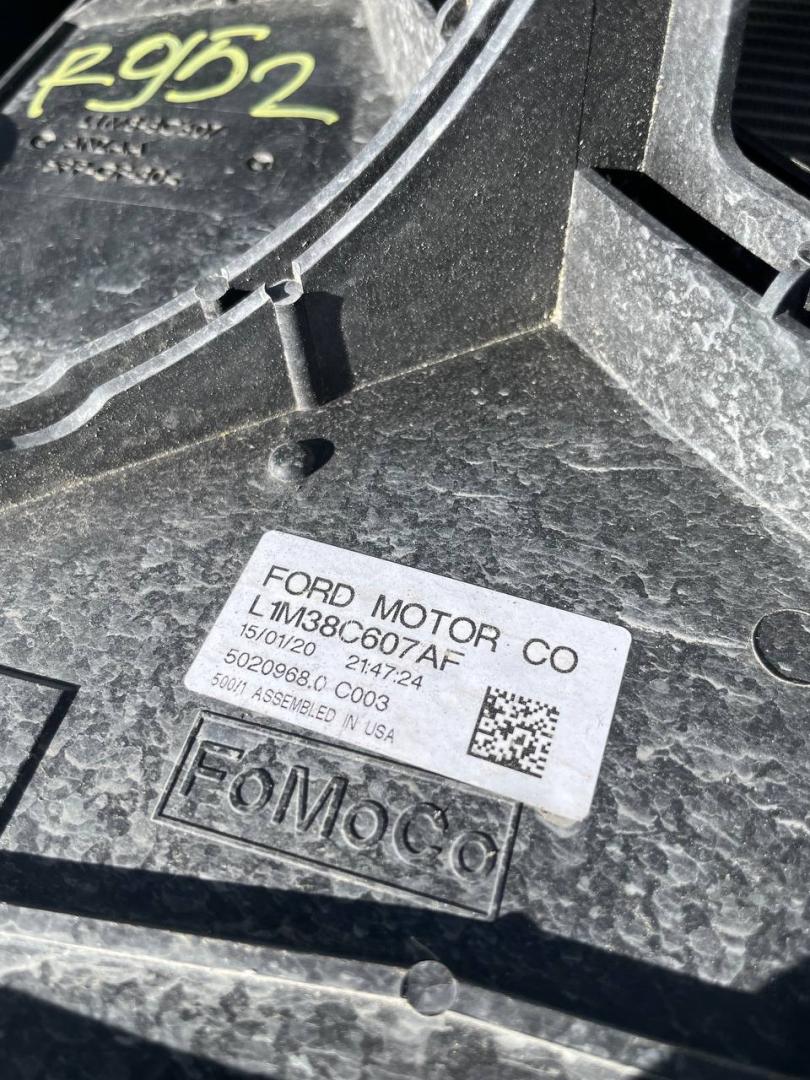 R952
FORD MOTOR CO
L1M38C607AF
15/01/20 21:47:24
5020968.0 C003
500/1 ASSEMBLED IN USA
FoMoCo